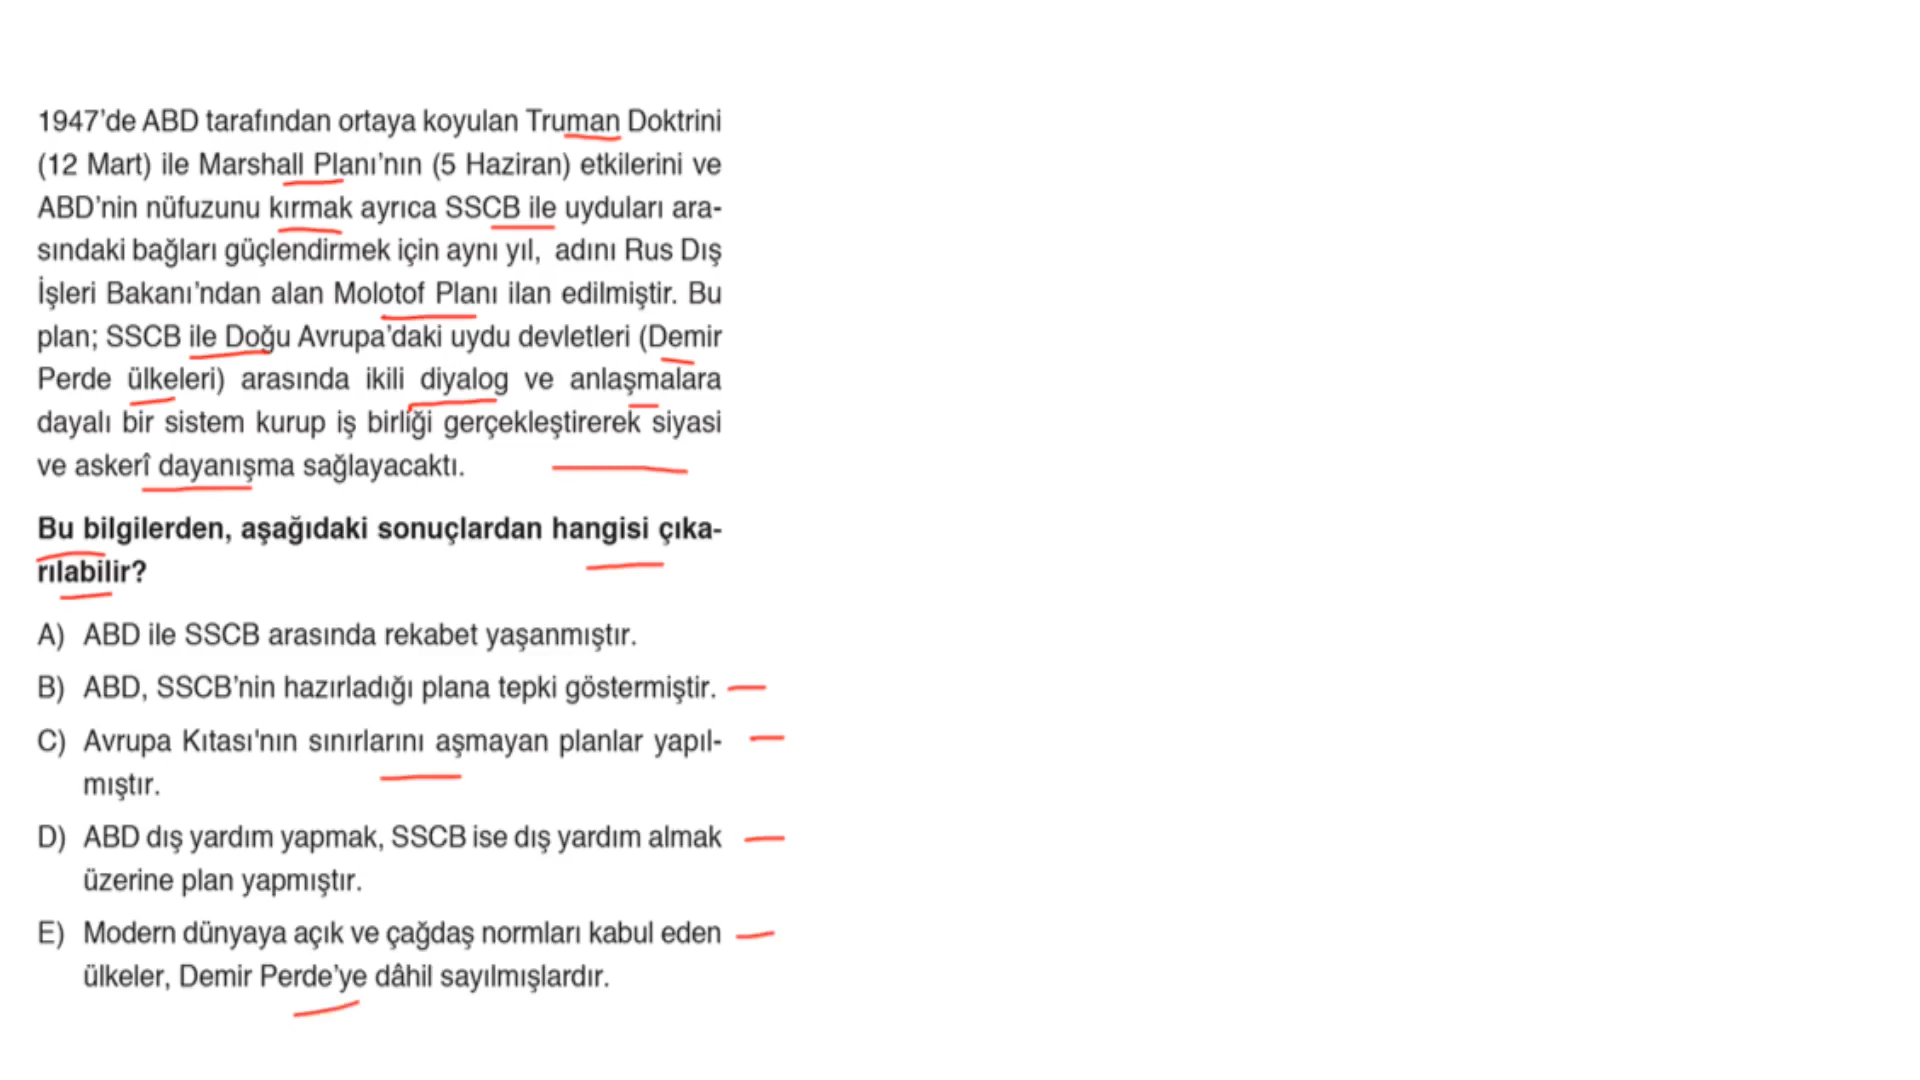 1947’de ABD tarafından ortaya koyulan Truman Doktrini
(12 Mart) ile Marshall Planı’nın (5 Haziran) etkilerini ve
ABD’nin nüfuzunu kırmak ayrıca SSCB ile uyduları ara-
sındaki bağları güçlendirmek için aynı yıl, adını Rus Dış
İşleri Bakanı’ndan alan Molotof Planı ilan edilmiştir. Bu
plan; SSCB ile Doğu Avrupa’daki uydu devletleri (Demir
Perde ülkeleri) arasında ikili diyalog ve anlaşmalara
dayalı bir sistem kurup iş birliği gerçekleştirerek siyasi
ve askerî dayanışma sağlayacaktı.
Bu bilgilerden, aşağıdaki sonuçlardan hangisi çıka-
rılabilir?
A) ABD ile SSCB arasında rekabet yaşanmıştır.
B) ABD, SSCB’nin hazırladığı plana tepki göstermiştir.
C) Avrupa Kıtası'nın sınırlarını aşmayan planlar yapıl-
mıştır.
D) ABD dış yardım yapmak, SSCB ise dış yardım almak
üzerine plan yapmıştır.
E) Modern dünyaya açık ve çağdaş normları kabul eden
ülkeler, Demir Perde’ye dâhil sayılmışlardır.